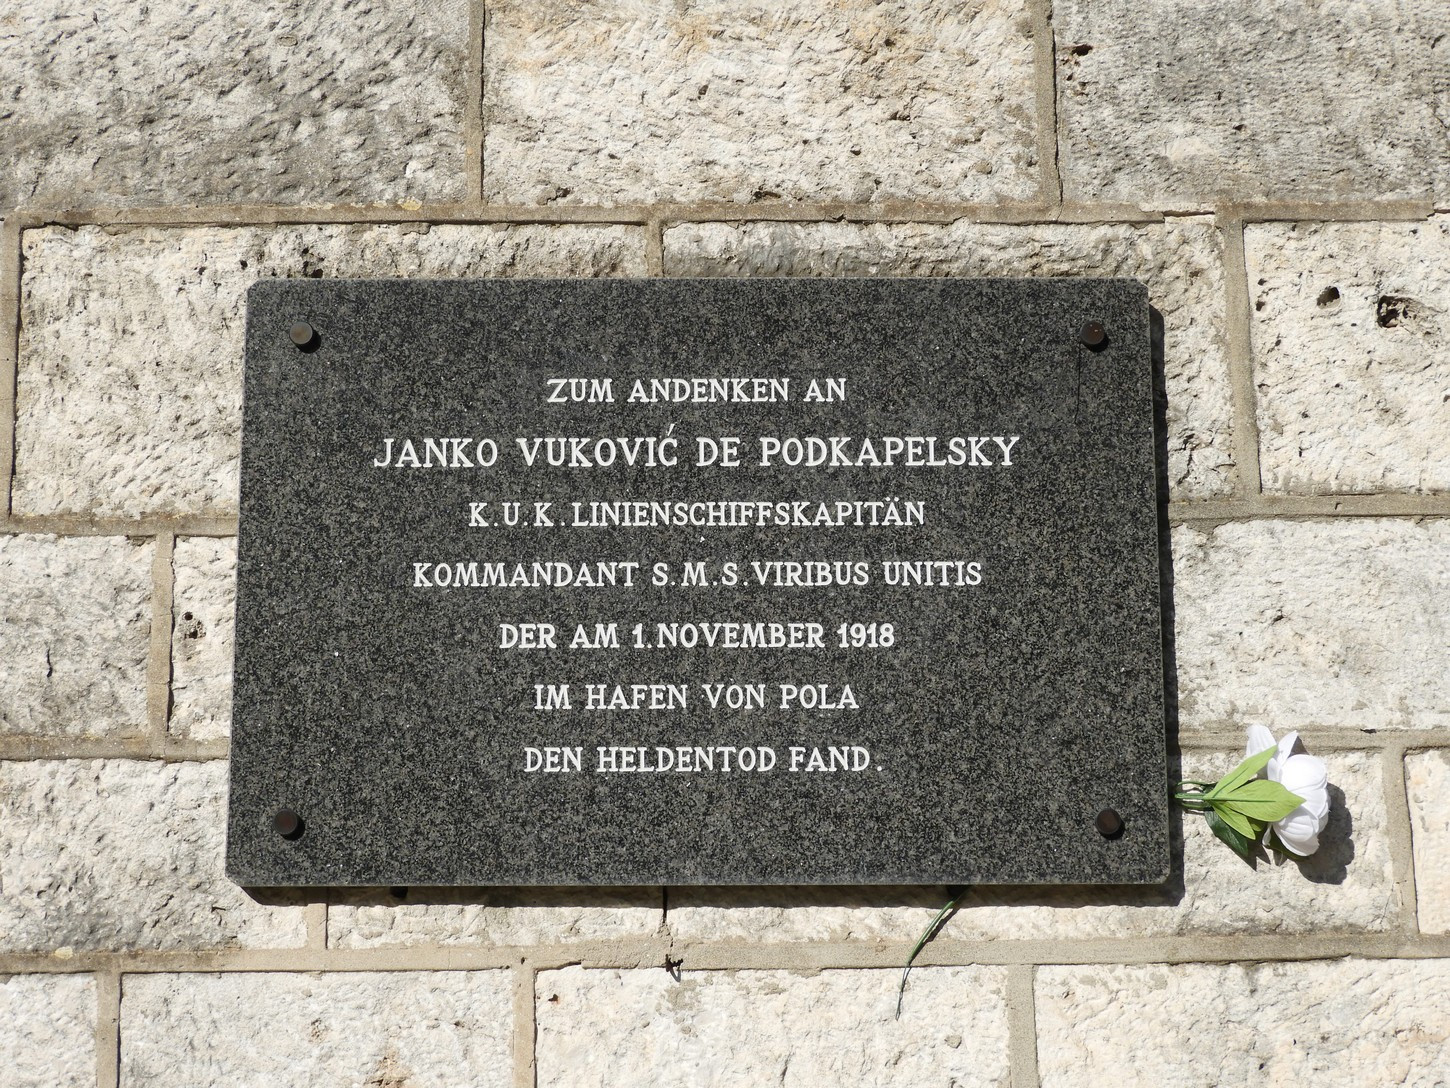 ZUM ANDENKEN AN
JANKO VUKOVIĆ DE PODKAPELSKY
K.U.K.LINIENSCHIFFSKAPITÄN
KOMMANDANT S.M.S.VIRIBUS UNITIS
DER AM 1.NOVEMBER 1918
IM HAFEN VON POLA
DEN HELDENTOD FAND.